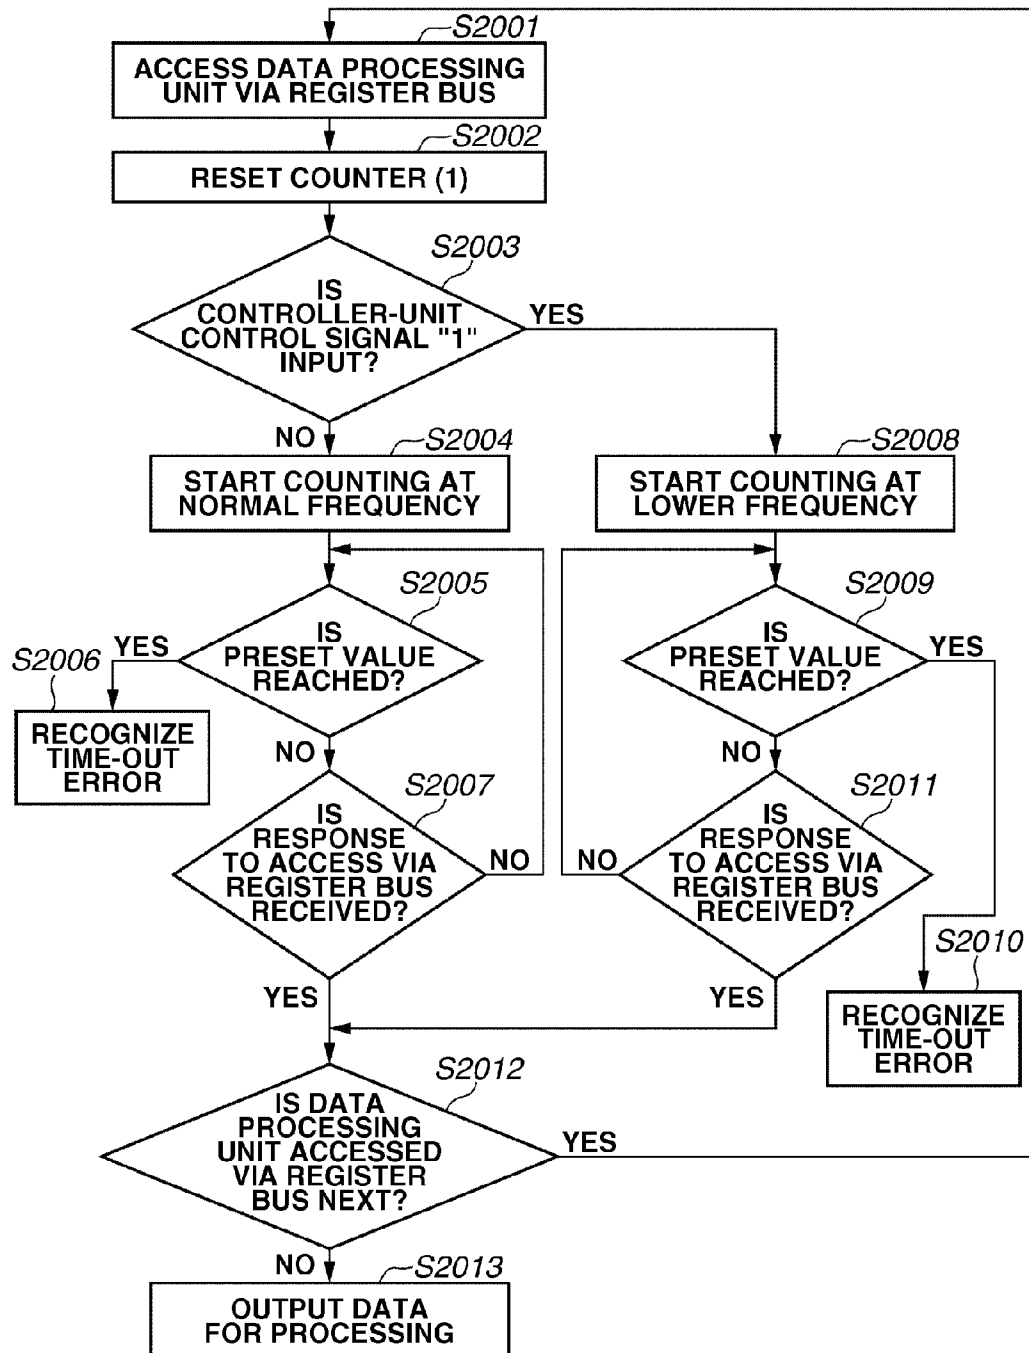 S2001
ACCESS DATA PROCESSING
UNIT VIA REGISTER BUS
S2002
RESET COUNTER (1)
S2003
IS
CONTROLLER-UNIT
CONTROL SIGNAL "1"
INPUT?
YES
NO
S2004
START COUNTING AT
NORMAL FREQUENCY
S2008
START COUNTING AT
LOWER FREQUENCY
S2005
IS
PRESET VALUE
REACHED?
YES
S2006
RECOGNIZE
TIME-OUT
ERROR
NO
S2007
IS
RESPONSE
TO ACCESS VIA
REGISTER BUS
RECEIVED?
NO
YES
S2009
IS
PRESET VALUE
REACHED?
YES
NO
S2011
IS
RESPONSE
TO ACCESS VIA
REGISTER BUS
RECEIVED?
NO
YES
S2010
RECOGNIZE
TIME-OUT
ERROR
S2012
IS DATA
PROCESSING
UNIT ACCESSED
VIA REGISTER
BUS NEXT?
YES
NO
S2013
OUTPUT DATA
FOR PROCESSING